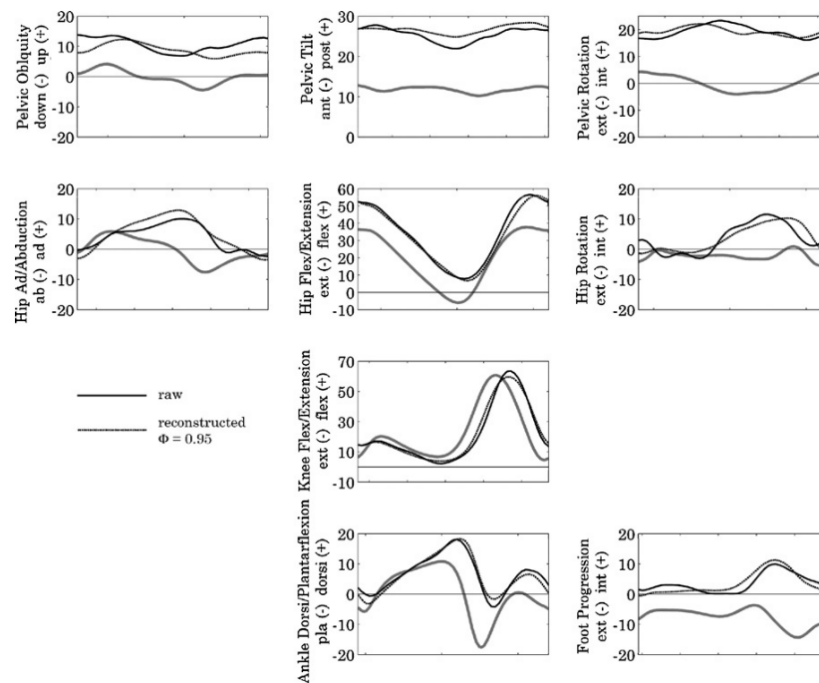 Pelvic Oblquity
down (-) up (+)
20
10
0
-10
-20
Pelvic Tilt
ant (-) post (+)
30
20
10
0
Pelvic Rotation
ext (-) int (+)
20
10
0
-10
-20
Hip Ad/Abduction
ab (-) ad (+)
20
10
0
-10
-20
Hip Flex/Extension
ext (-) flex (+)
60
50
40
30
20
10
0
-10
Hip Rotation
ext (-) int (+)
20
10
0
-10
-20
raw
reconstructed
Φ = 0.95
Knee Flex/Extension
ext (-) flex (+)
70
50
30
10
-10
Ankle Dorsi/Plantarflexion
pla (-) dorsi (+)
20
10
0
-10
-20
Foot Progression
ext (-) int (+)
20
10
0
-10
-20